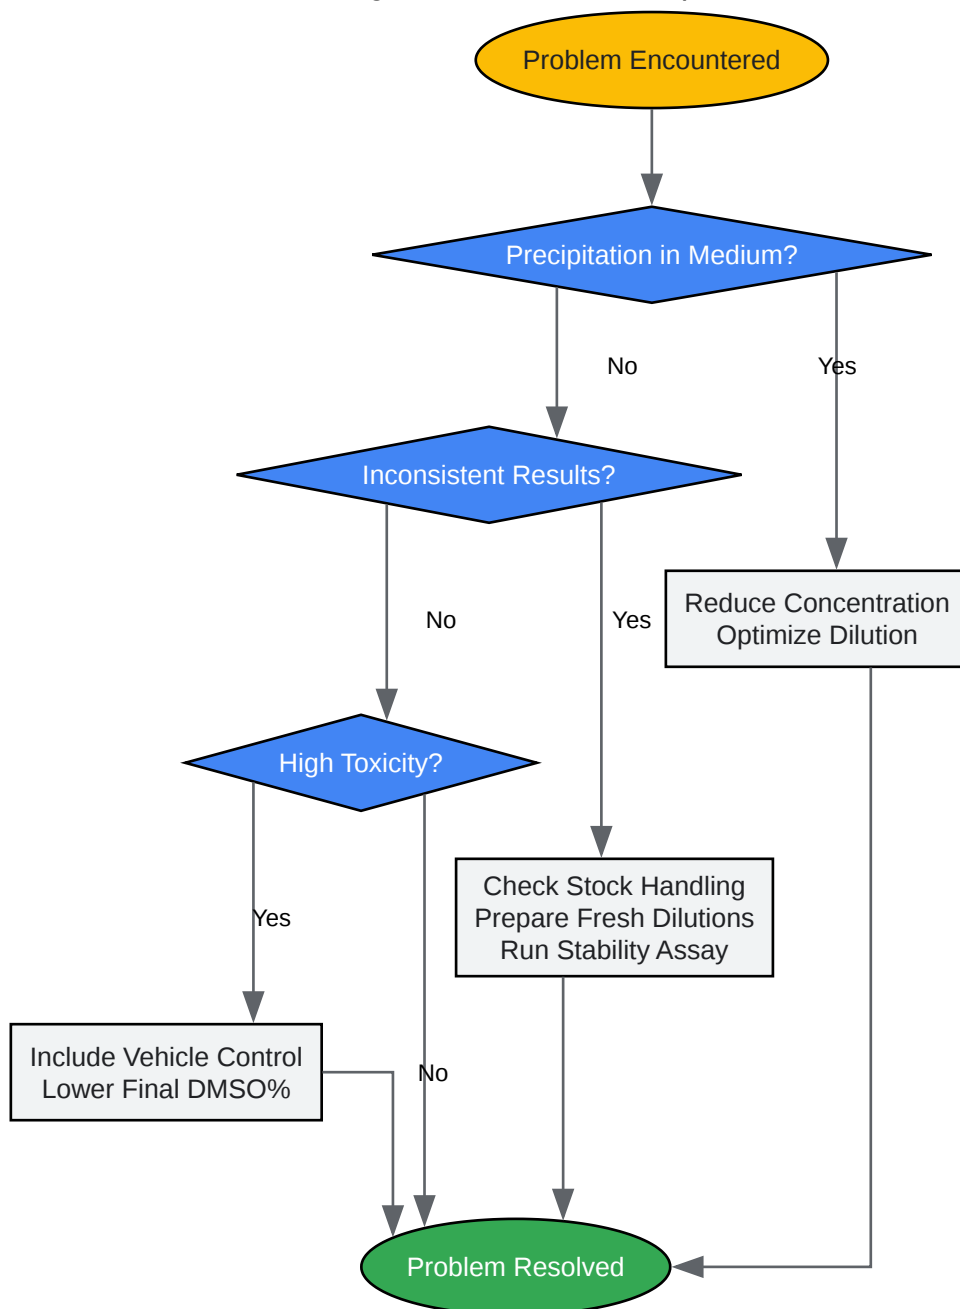 Problem Encountered
Precipitation in Medium?
No
Yes
Inconsistent Results?
Reduce Concentration
Optimize Dilution
No
Yes
High Toxicity?
Check Stock Handling
Prepare Fresh Dilutions
Run Stability Assay
Yes
Include Vehicle Control
Lower Final DMSO%
No
Problem Resolved